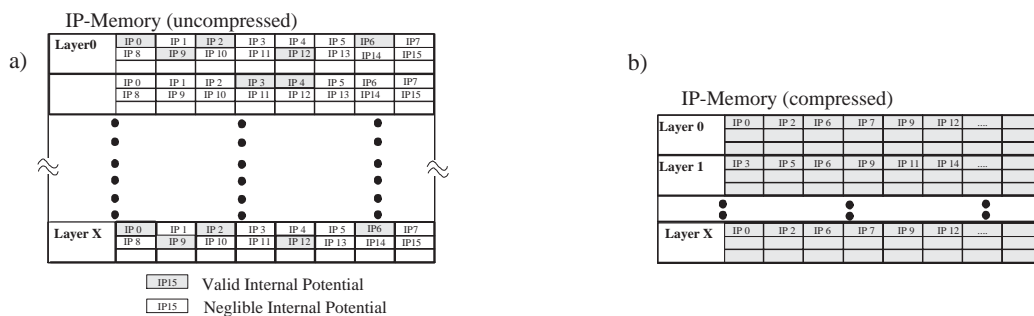 IP-Memory (uncompressed)
a)
Layer0 IP 0 IP 1 IP 2 IP 3 IP 4 IP 5 IP6 IP7
IP 8 IP 9 IP 10 IP 11 IP 12 IP 13 IP14 IP15
IP 0 IP 1 IP 2 IP 3 IP 4 IP 5 IP6 IP7
IP 8 IP 9 IP 10 IP 11 IP 12 IP 13 IP14 IP15
Layer X IP 0 IP 1 IP 2 IP 3 IP 4 IP 5 IP6 IP7
IP 8 IP 9 IP 10 IP 11 IP 12 IP 13 IP14 IP15
IP15 Valid Internal Potential
IP15 Neglible Internal Potential
b)
IP-Memory (compressed)
Layer 0 IP 0 IP 2 IP 6 IP 7 IP 9 IP 12 ....
Layer 1 IP 3 IP 5 IP 6 IP 9 IP 11 IP 14 ....
Layer X IP 0 IP 2 IP 6 IP 7 IP 9 IP 12 ....